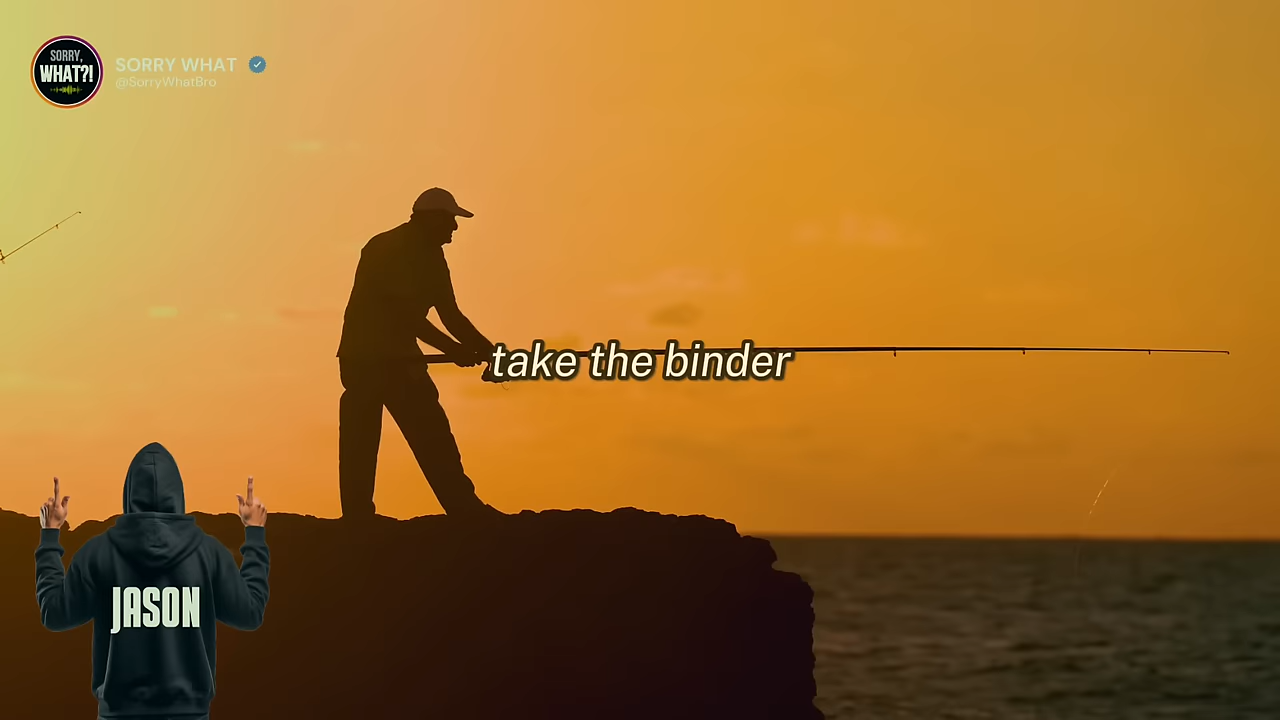 SORRY,
WHAT?!
SORRY WHAT
@SorryWhatBro
take the binder
JASON